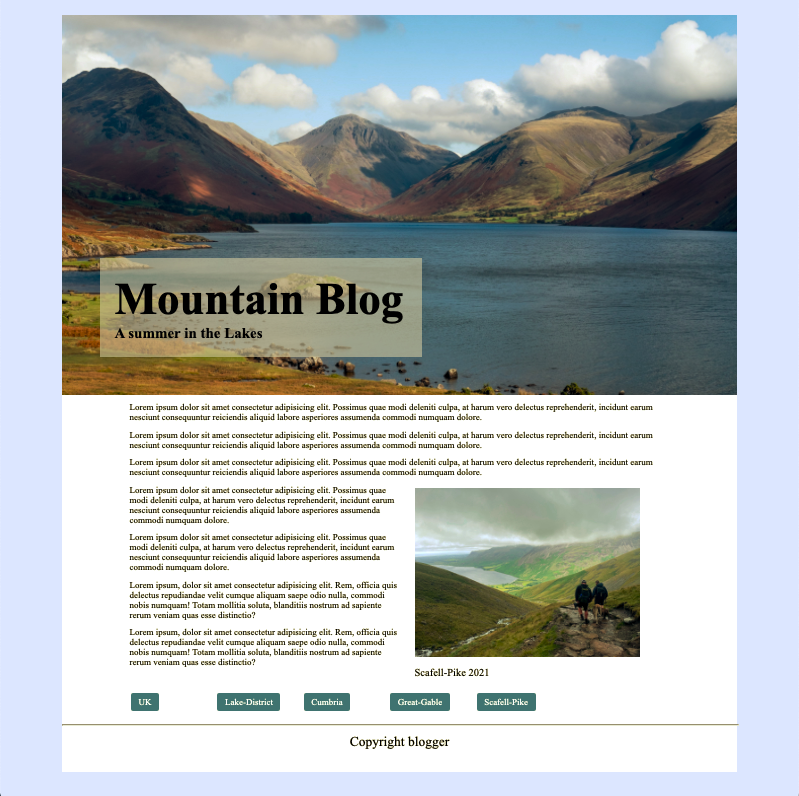 Mountain Blog
A summer in the Lakes
Lorem ipsum dolor sit amet consectetur adipisicing elit. Possimus quae modi deleniti culpa, at harum vero delectus reprehenderit, incidunt earum
nesciunt consequuntur reiciendis aliquid labore asperiores assumenda commodi numquam dolore.
Lorem ipsum dolor sit amet consectetur adipisicing elit. Possimus quae modi deleniti culpa, at harum vero delectus reprehenderit, incidunt earum
nesciunt consequuntur reiciendis aliquid labore asperiores assumenda commodi numquam dolore.
Lorem ipsum dolor sit amet consectetur adipisicing elit. Possimus quae modi deleniti culpa, at harum vero delectus reprehenderit, incidunt earum
nesciunt consequuntur reiciendis aliquid labore asperiores assumenda commodi numquam dolore.
Lorem ipsum dolor sit amet consectetur adipisicing elit. Possimus quae
modi deleniti culpa, at harum vero delectus reprehenderit, incidunt earum
nesciunt consequuntur reiciendis aliquid labore asperiores assumenda
commodi numquam dolore.
Lorem ipsum dolor sit amet consectetur adipisicing elit. Possimus quae
modi deleniti culpa, at harum vero delectus reprehenderit, incidunt earum
nesciunt consequuntur reiciendis aliquid labore asperiores assumenda
commodi numquam dolore.
Lorem ipsum, dolor sit amet consectetur adipisicing elit. Rem, officia quis
delectus repudiandae velit cumque aliquam saepe odio nulla, commodi
nobis numquam! Totam mollitia soluta, blanditiis nostrum ad sapiente
rerum veniam quas esse distinctio?
Lorem ipsum, dolor sit amet consectetur adipisicing elit. Rem, officia quis
delectus repudiandae velit cumque aliquam saepe odio nulla, commodi
nobis numquam! Totam mollitia soluta, blanditiis nostrum ad sapiente
rerum veniam quas esse distinctio?
Scafell-Pike 2021
UK Lake-District Cumbria Great-Gable Scafell-Pike
Copyright blogger